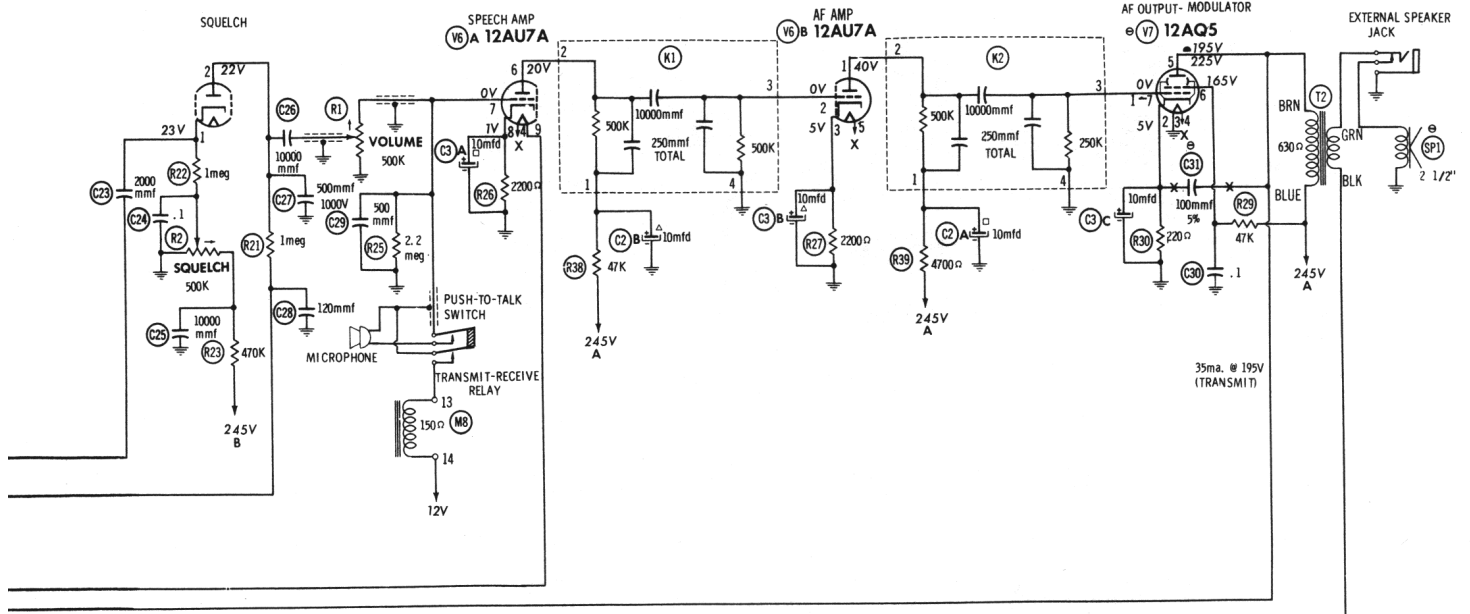 SQUELCH
SPEECH AMP
V6 A 12AU7A
AF AMP
V6 B 12AU7A
AF OUTPUT- MODULATOR
V7 12AQ5
EXTERNAL SPEAKER
JACK
195V
225V
165V
2 22V
6 20V
2
K1
1 40V
2
K2
5
C26
R1
0V
7
3
0V
2
3
0V
1 -7
6
23V
1
10000
mmf
VOLUME
500K
1V
8 4 9
X
10mfd
C3 A
500K
10000mmf
250mmf
TOTAL
500K
5V
3
5
X
500K
10000mmf
250mmf
TOTAL
250K
5V
2 3 4
X
BRN
T2
630Ω
GRN
SP1
2 1/2"
BLK
BLUE
R22
1meg
C23
2000
mmf
C24
.1
R2
SQUELCH
500K
C27
500mmf
1000V
C29
500
mmf
R25
2.2
meg
R26
2200Ω
1
4
1
4
C31
100mmf
5%
R29
47K
R21
1meg
C2 B
10mfd
R38
47K
C3 B
10mfd
R27
2200Ω
C2 A
10mfd
R39
4700Ω
C3 C
10mfd
R30
220Ω
C30
.1
245V
A
C25
10000
mmf
R23
470K
C28
120mmf
PUSH-TO-TALK
SWITCH
MICROPHONE
245V
A
245V
A
TRANSMIT-RECEIVE
RELAY
35ma. @ 195V
(TRANSMIT)
245V
B
13
150Ω
M8
14
12V